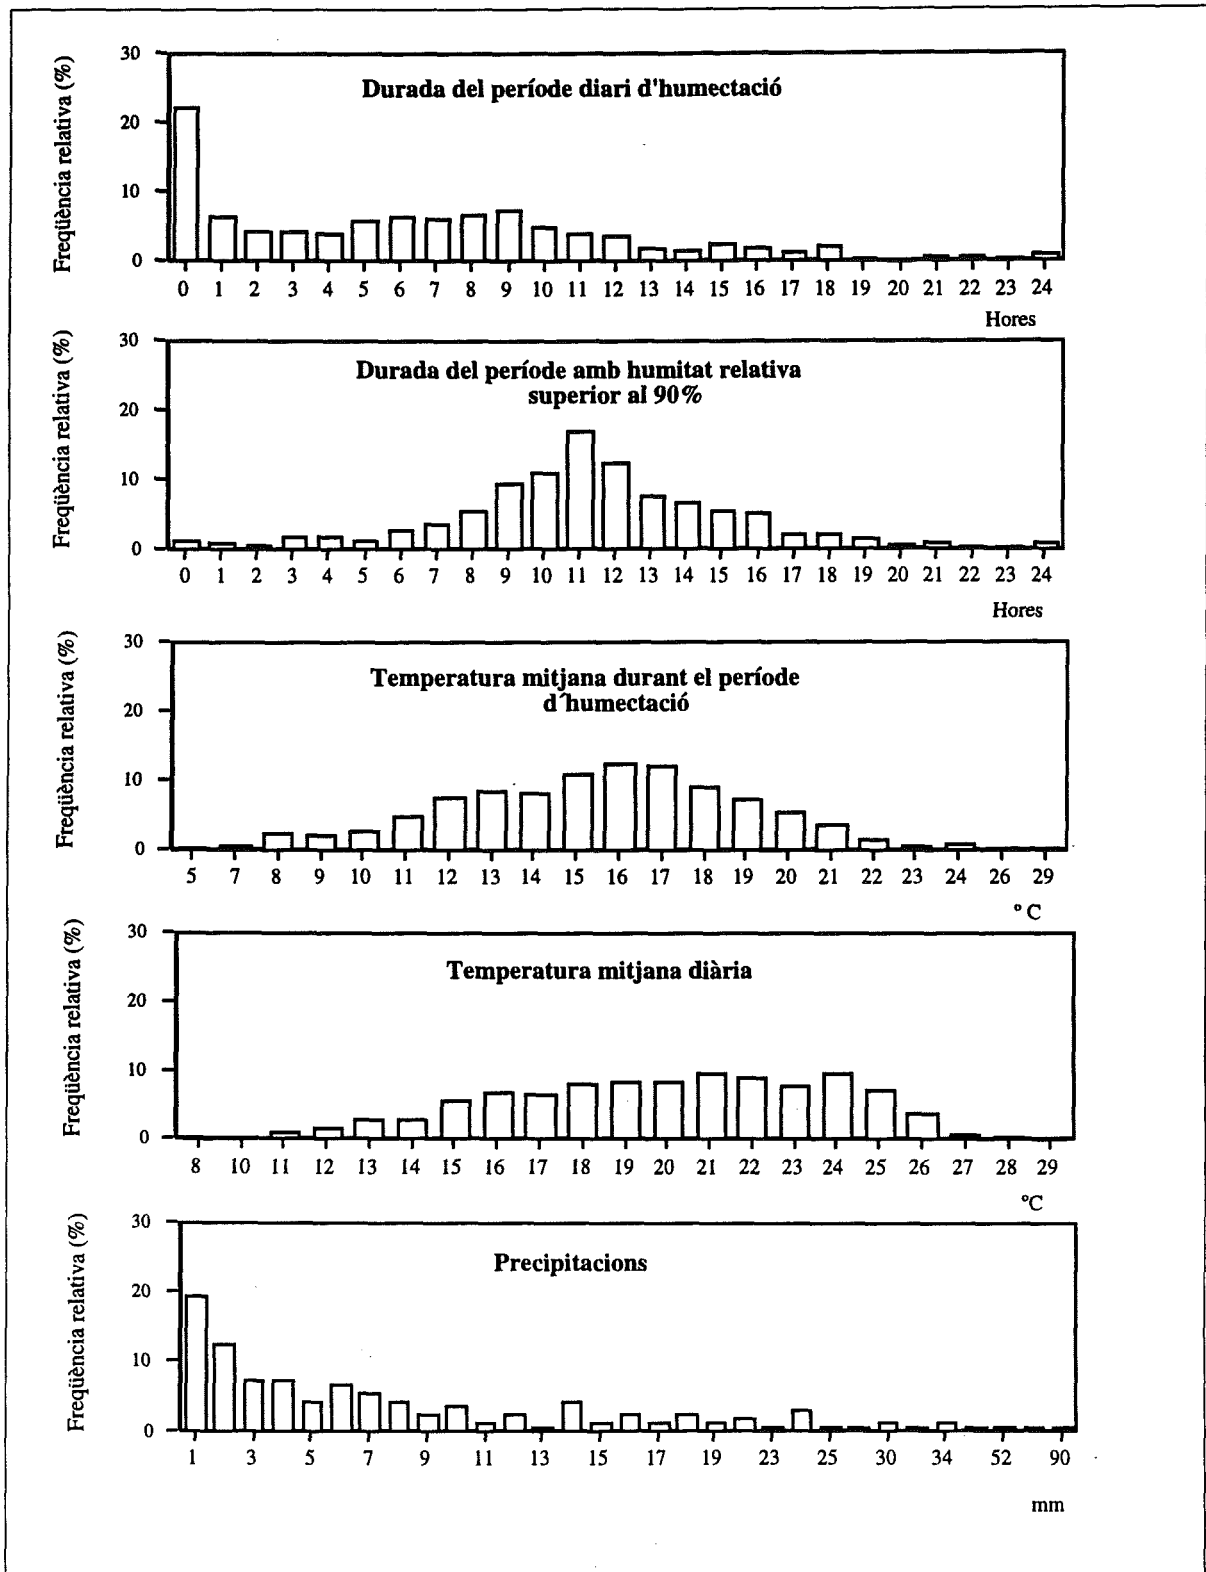 Freqüència relativa (%)
30
20
10
0
Durada del període diari d'humectació
0 1 2 3 4 5 6 7 8 9 10 11 12 13 14 15 16 17 18 19 20 21 22 23 24
Hores
Freqüència relativa (%)
30
20
10
0
Durada del període amb humitat relativa
superior al 90%
0 1 2 3 4 5 6 7 8 9 10 11 12 13 14 15 16 17 18 19 20 21 22 23 24
Hores
Freqüència relativa (%)
30
20
10
0
Temperatura mitjana durant el període
d´humectació
5 7 8 9 10 11 12 13 14 15 16 17 18 19 20 21 22 23 24 26 29
º C
Freqüència relativa (%)
30
20
10
0
Temperatura mitjana diària
8 10 11 12 13 14 15 16 17 18 19 20 21 22 23 24 25 26 27 28 29
ºC
Freqüència relativa (%)
30
20
10
0
Precipitacions
1 3 5 7 9 11 13 15 17 19 23 25 30 34 52 90
mm